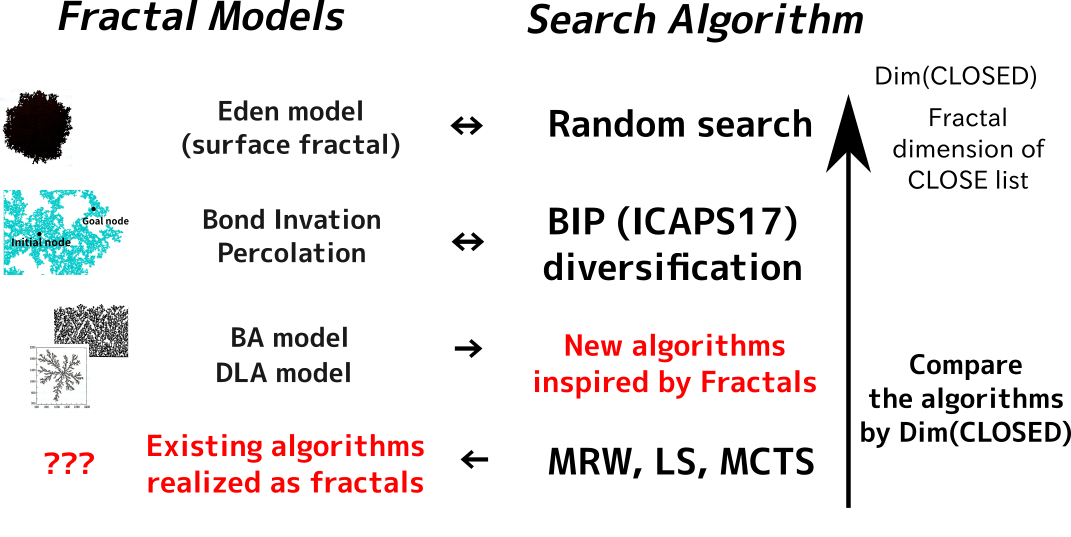 Fractal Models
Search Algorithm
Dim(CLOSED)
Fractal
dimension of
CLOSE list
Eden model
(surface fractal)
↔
Random search
Goal node
Initial node
Bond Invation
Percolation
↔
BIP (ICAPS17)
diversification
BA model
DLA model
→
New algorithms
inspired by Fractals
Compare
the algorithms
by Dim(CLOSED)
???
Existing algorithms
realized as fractals
←
MRW, LS, MCTS